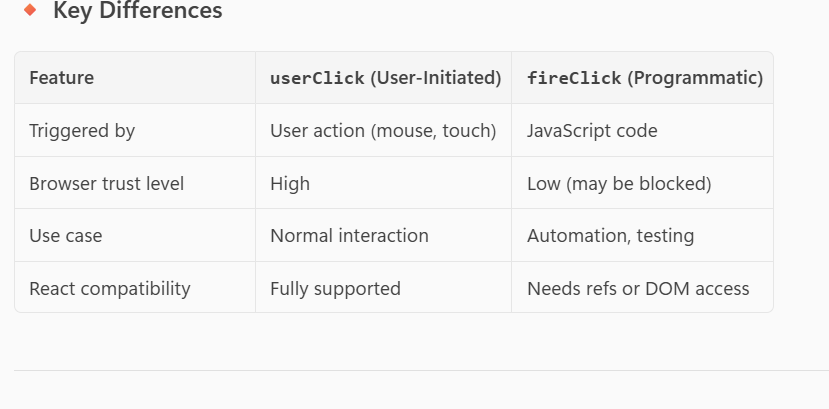 🔸 Key Differences
Feature userClick (User-Initiated) fireClick (Programmatic)
Triggered by User action (mouse, touch) JavaScript code
Browser trust level High Low (may be blocked)
Use case Normal interaction Automation, testing
React compatibility Fully supported Needs refs or DOM access